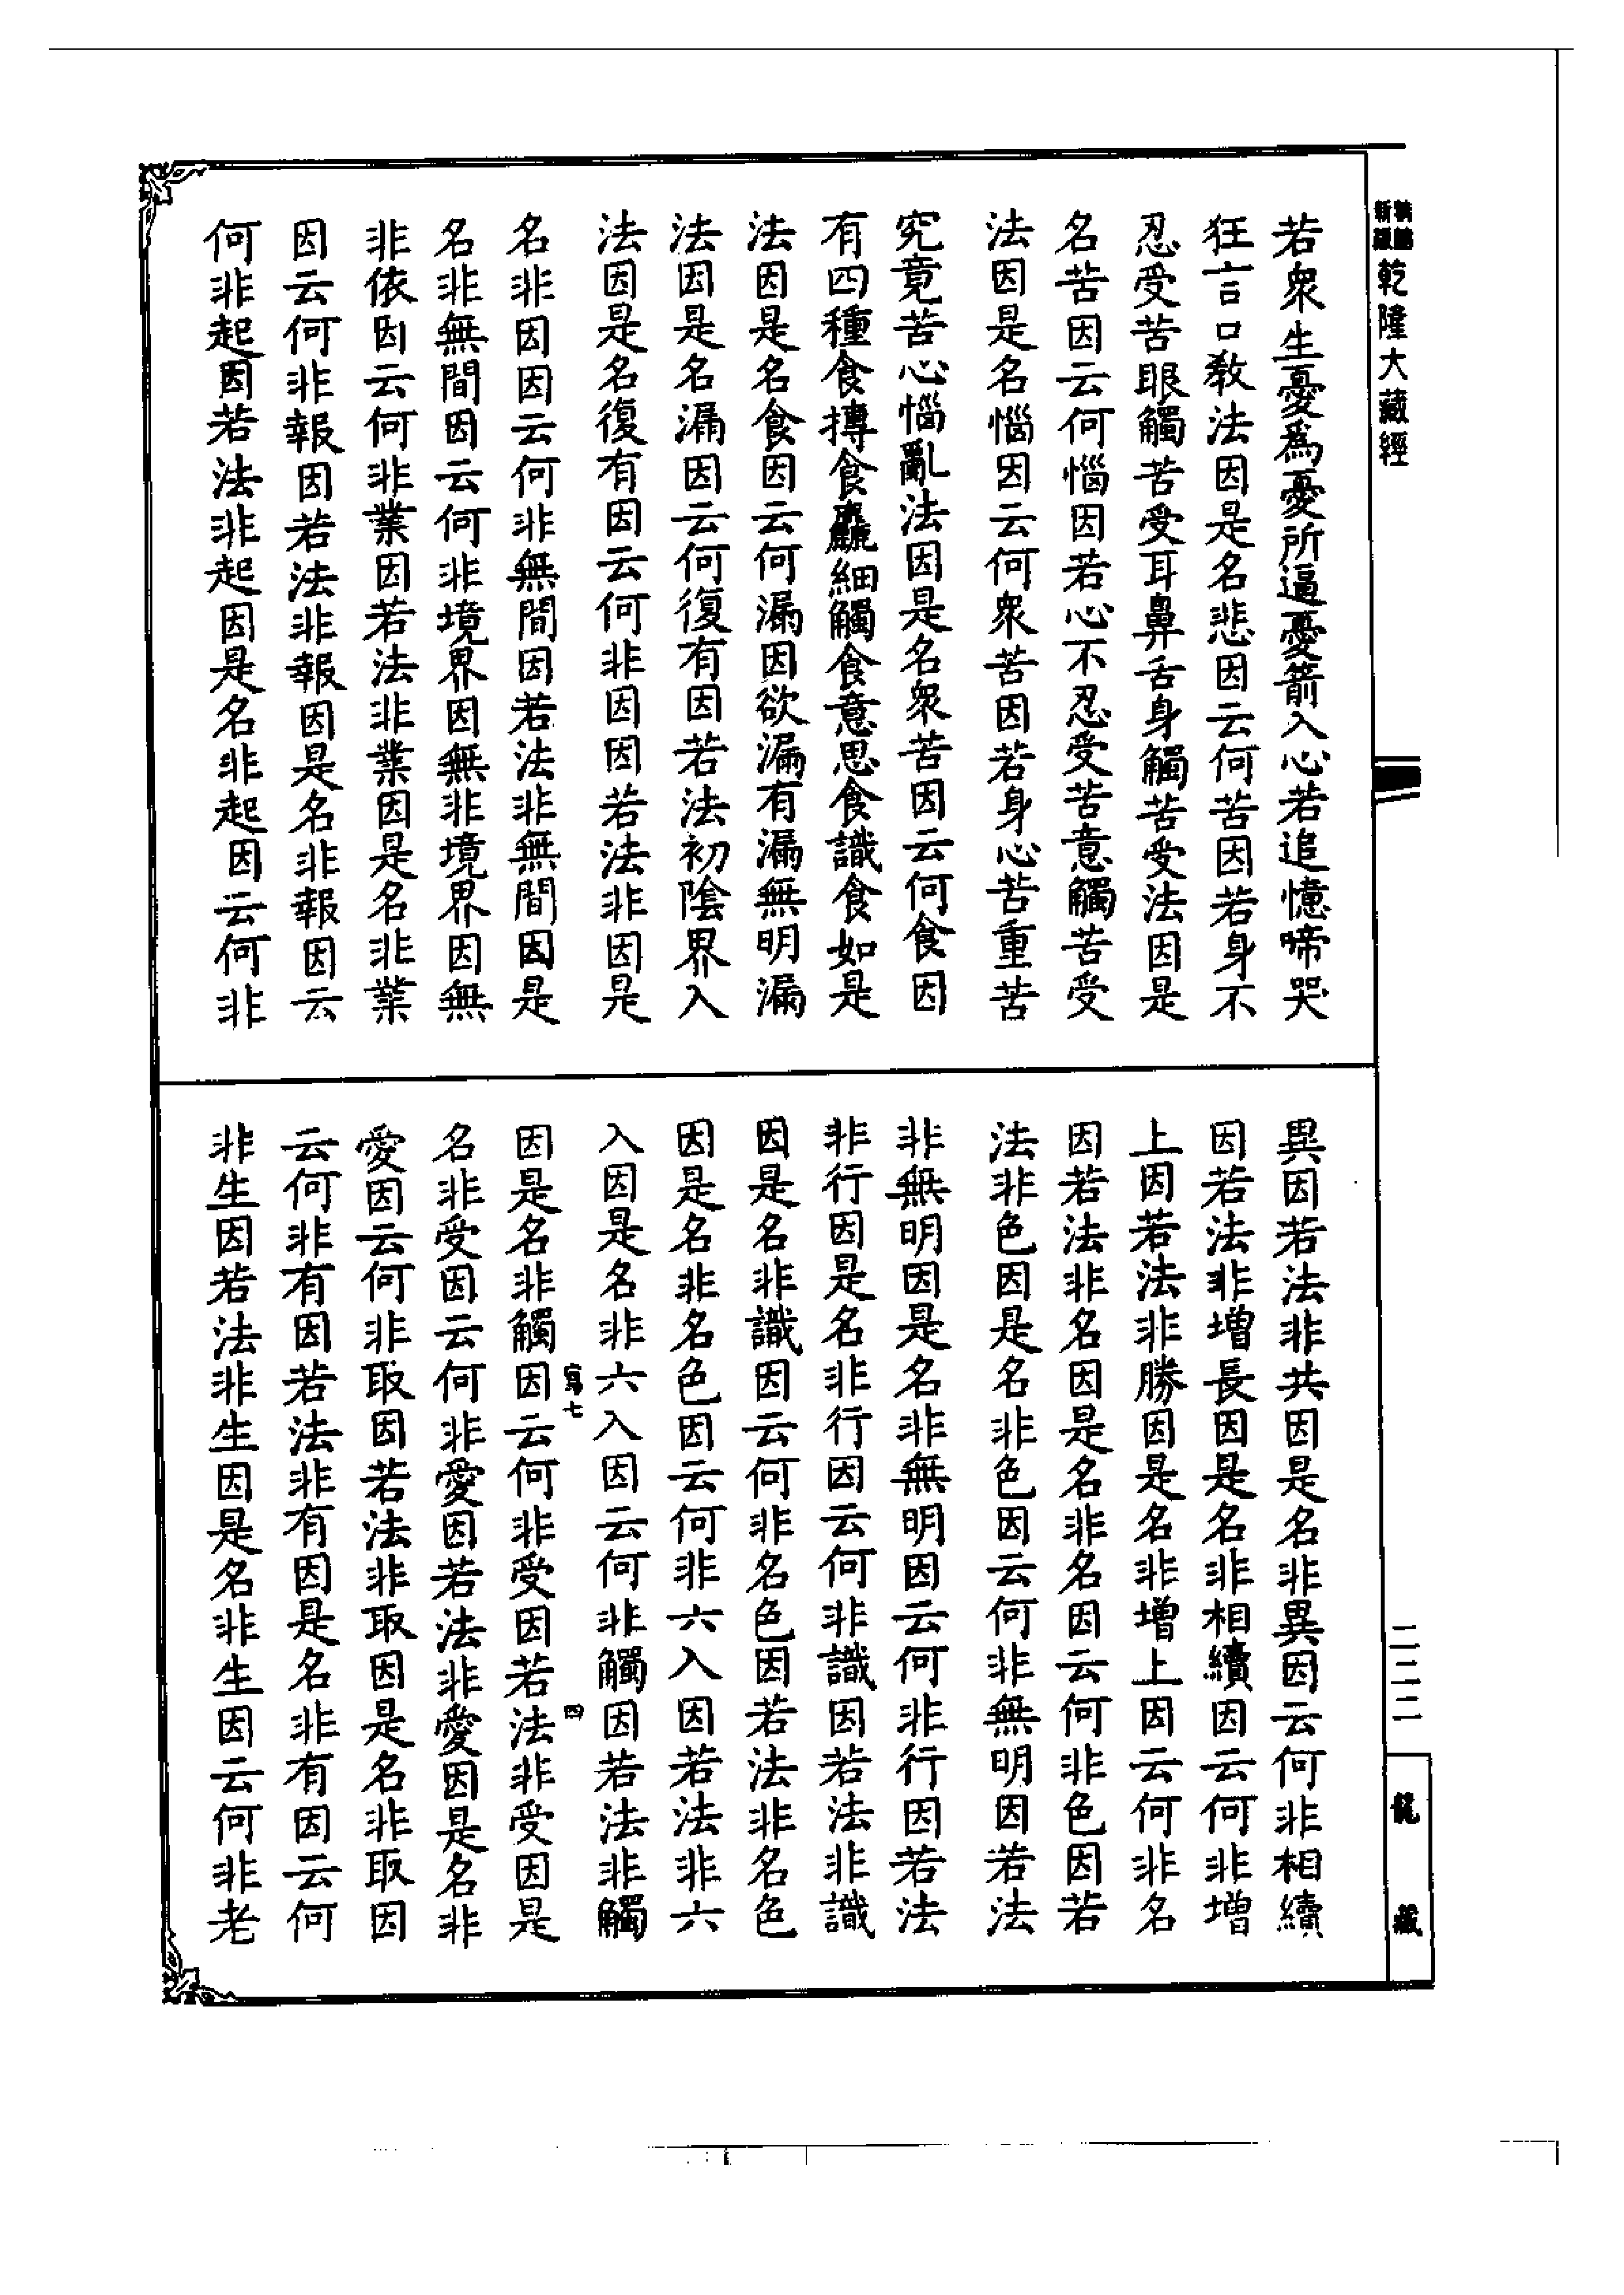 新編縮本乾隆大藏經
若衆生憂爲憂所逼憂箭入心若追憶啼哭
狂言口教法因是名悲因云何苦因若身不
忍受苦眼觸苦受耳鼻舌身觸苦受法因是
名苦因云何惱因若心不忍受苦意觸苦受
法因是名惱因云何衆苦因若身心苦重苦
究竟苦心惱亂法因是名衆苦因云何食因
有四種食摶食麤細觸食意思食識食如是
法因是名食因云何漏因欲漏有漏無明漏
法因是名漏因云何復有因若法初陰界入
法因是名復有因云何非因因若法非因是
名非因因云何非無間因若法非無間因是
名非無間因云何非境界因無非境界因無
非依因云何非業因若法非業因是名非業
因云何非報因若法非報因是名非報因云
何非起因若法非起因是名非起因云何非
異因若法非共因是名非異因云何非相續
因若法非增長因是名非相續因云何非增
上因若法非勝因是名非增上因云何非名
因若法非名因是名非名因云何非色因若
法非色因是名非色因云何非無明因若法
非無明因是名非無明因云何非行因若法
非行因是名非行因云何非識因若法非識
因是名非識因云何非名色因若法非名色
因是名非名色因云何非六入因若法非六
入因是名非六入因云何非觸因若法非觸
寫七
四
因是名非觸因云何非受因若法非受因是
名非受因云何非愛因若法非愛因是名非
愛因云何非取因若法非取因是名非取因
云何非有因若法非有因是名非有因云何
非生因若法非生因是名非生因云何非老
二二二
龍藏